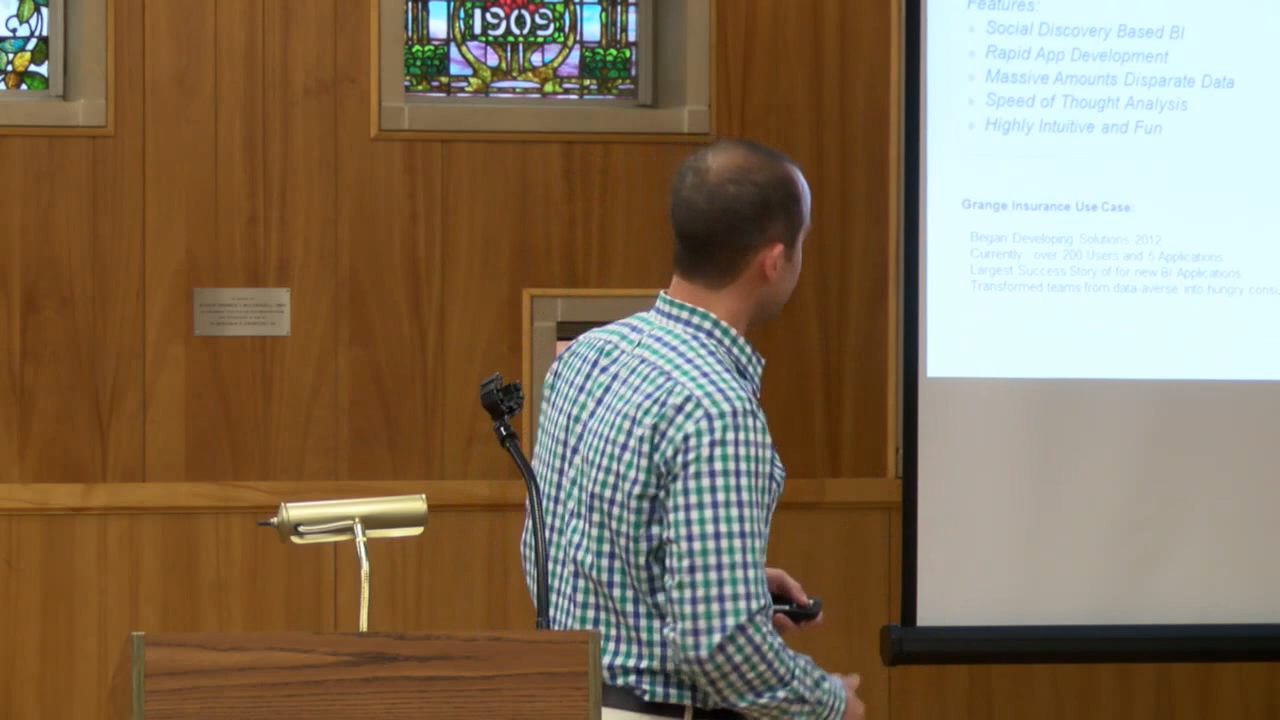 1909
Features:
Social Discovery Based BI
Rapid App Development
Massive Amounts Disparate Data
Speed of Thought Analysis
Highly Intuitive and Fun
Grange Insurance Use Case:
Began Developing Solutions 2012
Currently over 200 Users and 5 Applications
Largest Success Story of for new BI Applications
Transformed teams from data-averse into hungry consu